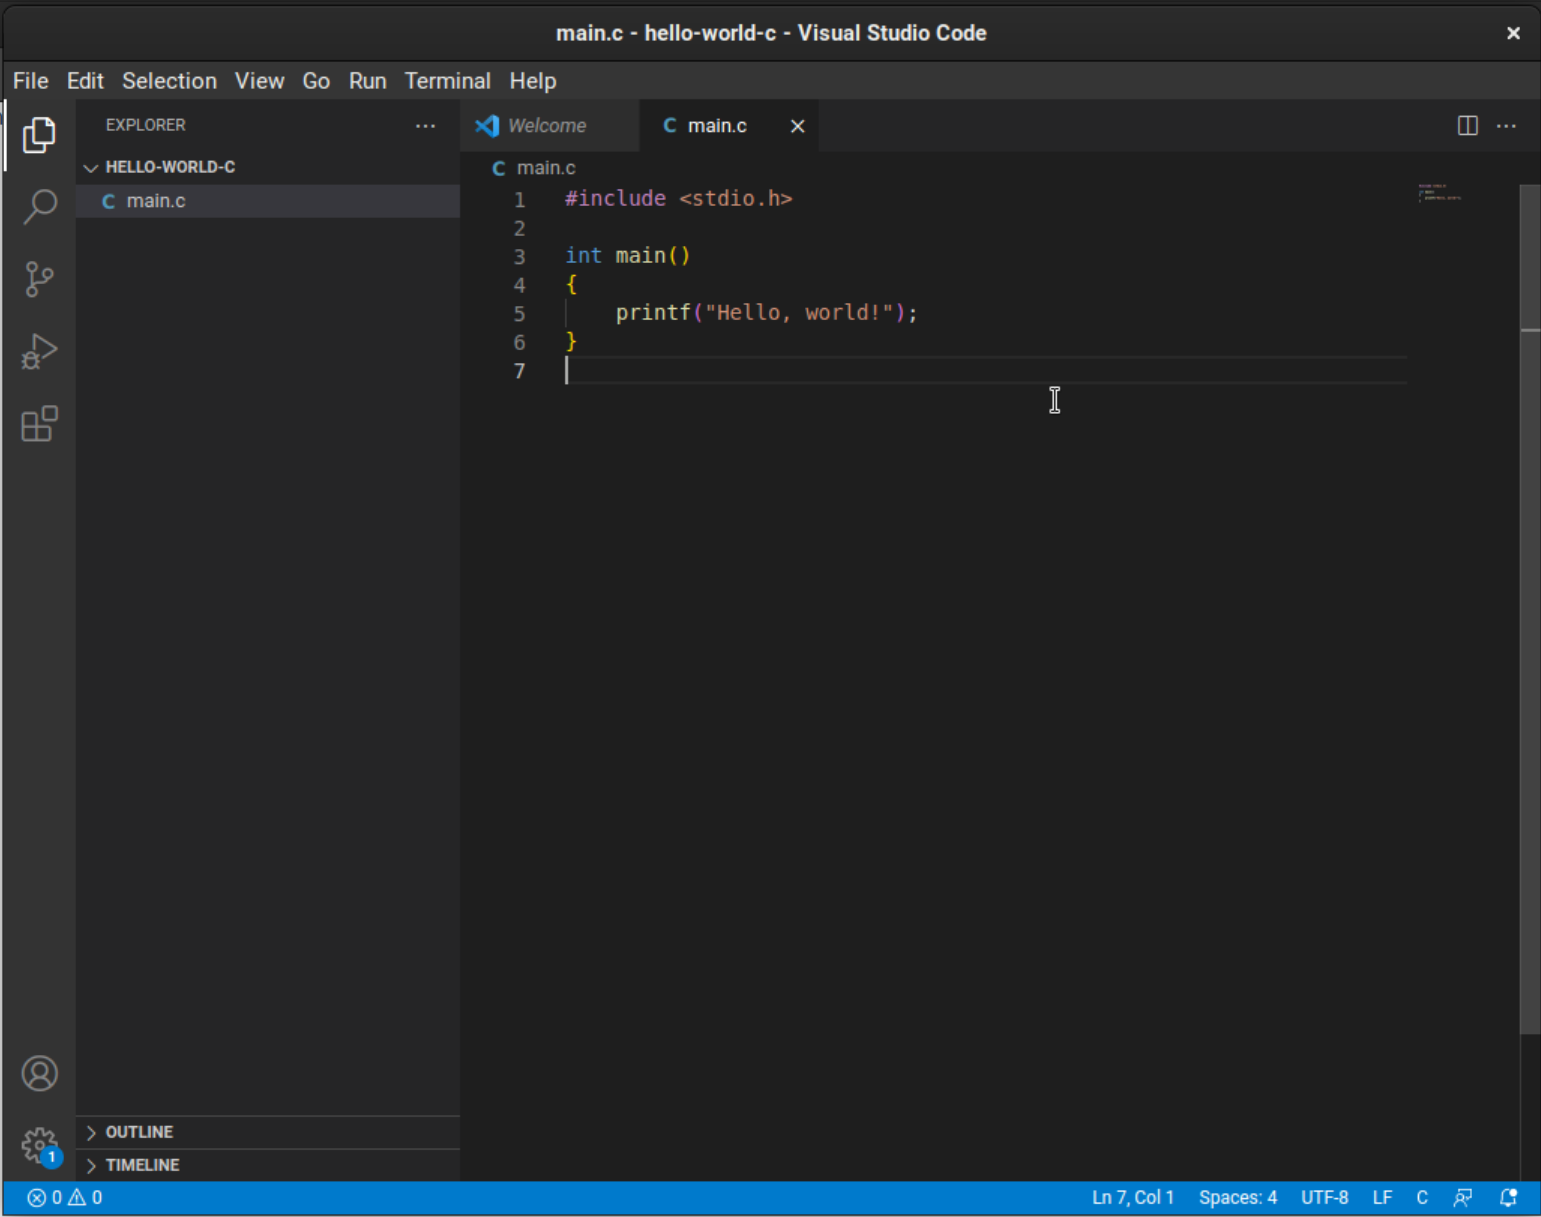 main.c - hello-world-c - Visual Studio Code
File Edit Selection View Go Run Terminal Help
EXPLORER
HELLO-WORLD-C
C main.c
OUTLINE
TIMELINE
Welcome
C main.c
C main.c
1 #include <stdio.h>
2
3 int main()
4 {
5     printf("Hello, world!");
6 }
7
1
0 0
Ln 7, Col 1 Spaces: 4 UTF-8 LF C